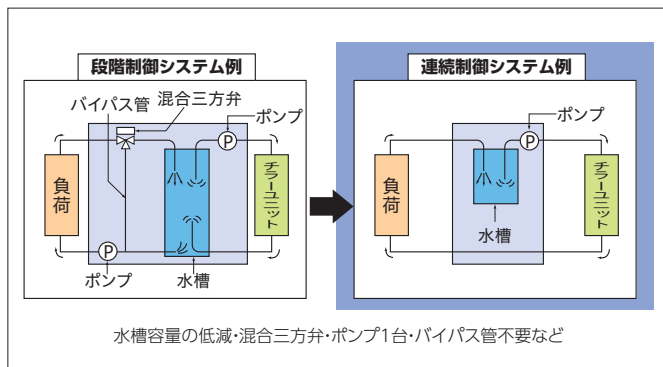 段階制御システム例
バイパス管
混合三方弁
ポンプ
P
負荷
チラーユニット
P
ポンプ
水槽
連続制御システム例
ポンプ
P
負荷
チラーユニット
水槽
水槽容量の低減・混合三方弁・ポンプ1台・バイパス管不要など